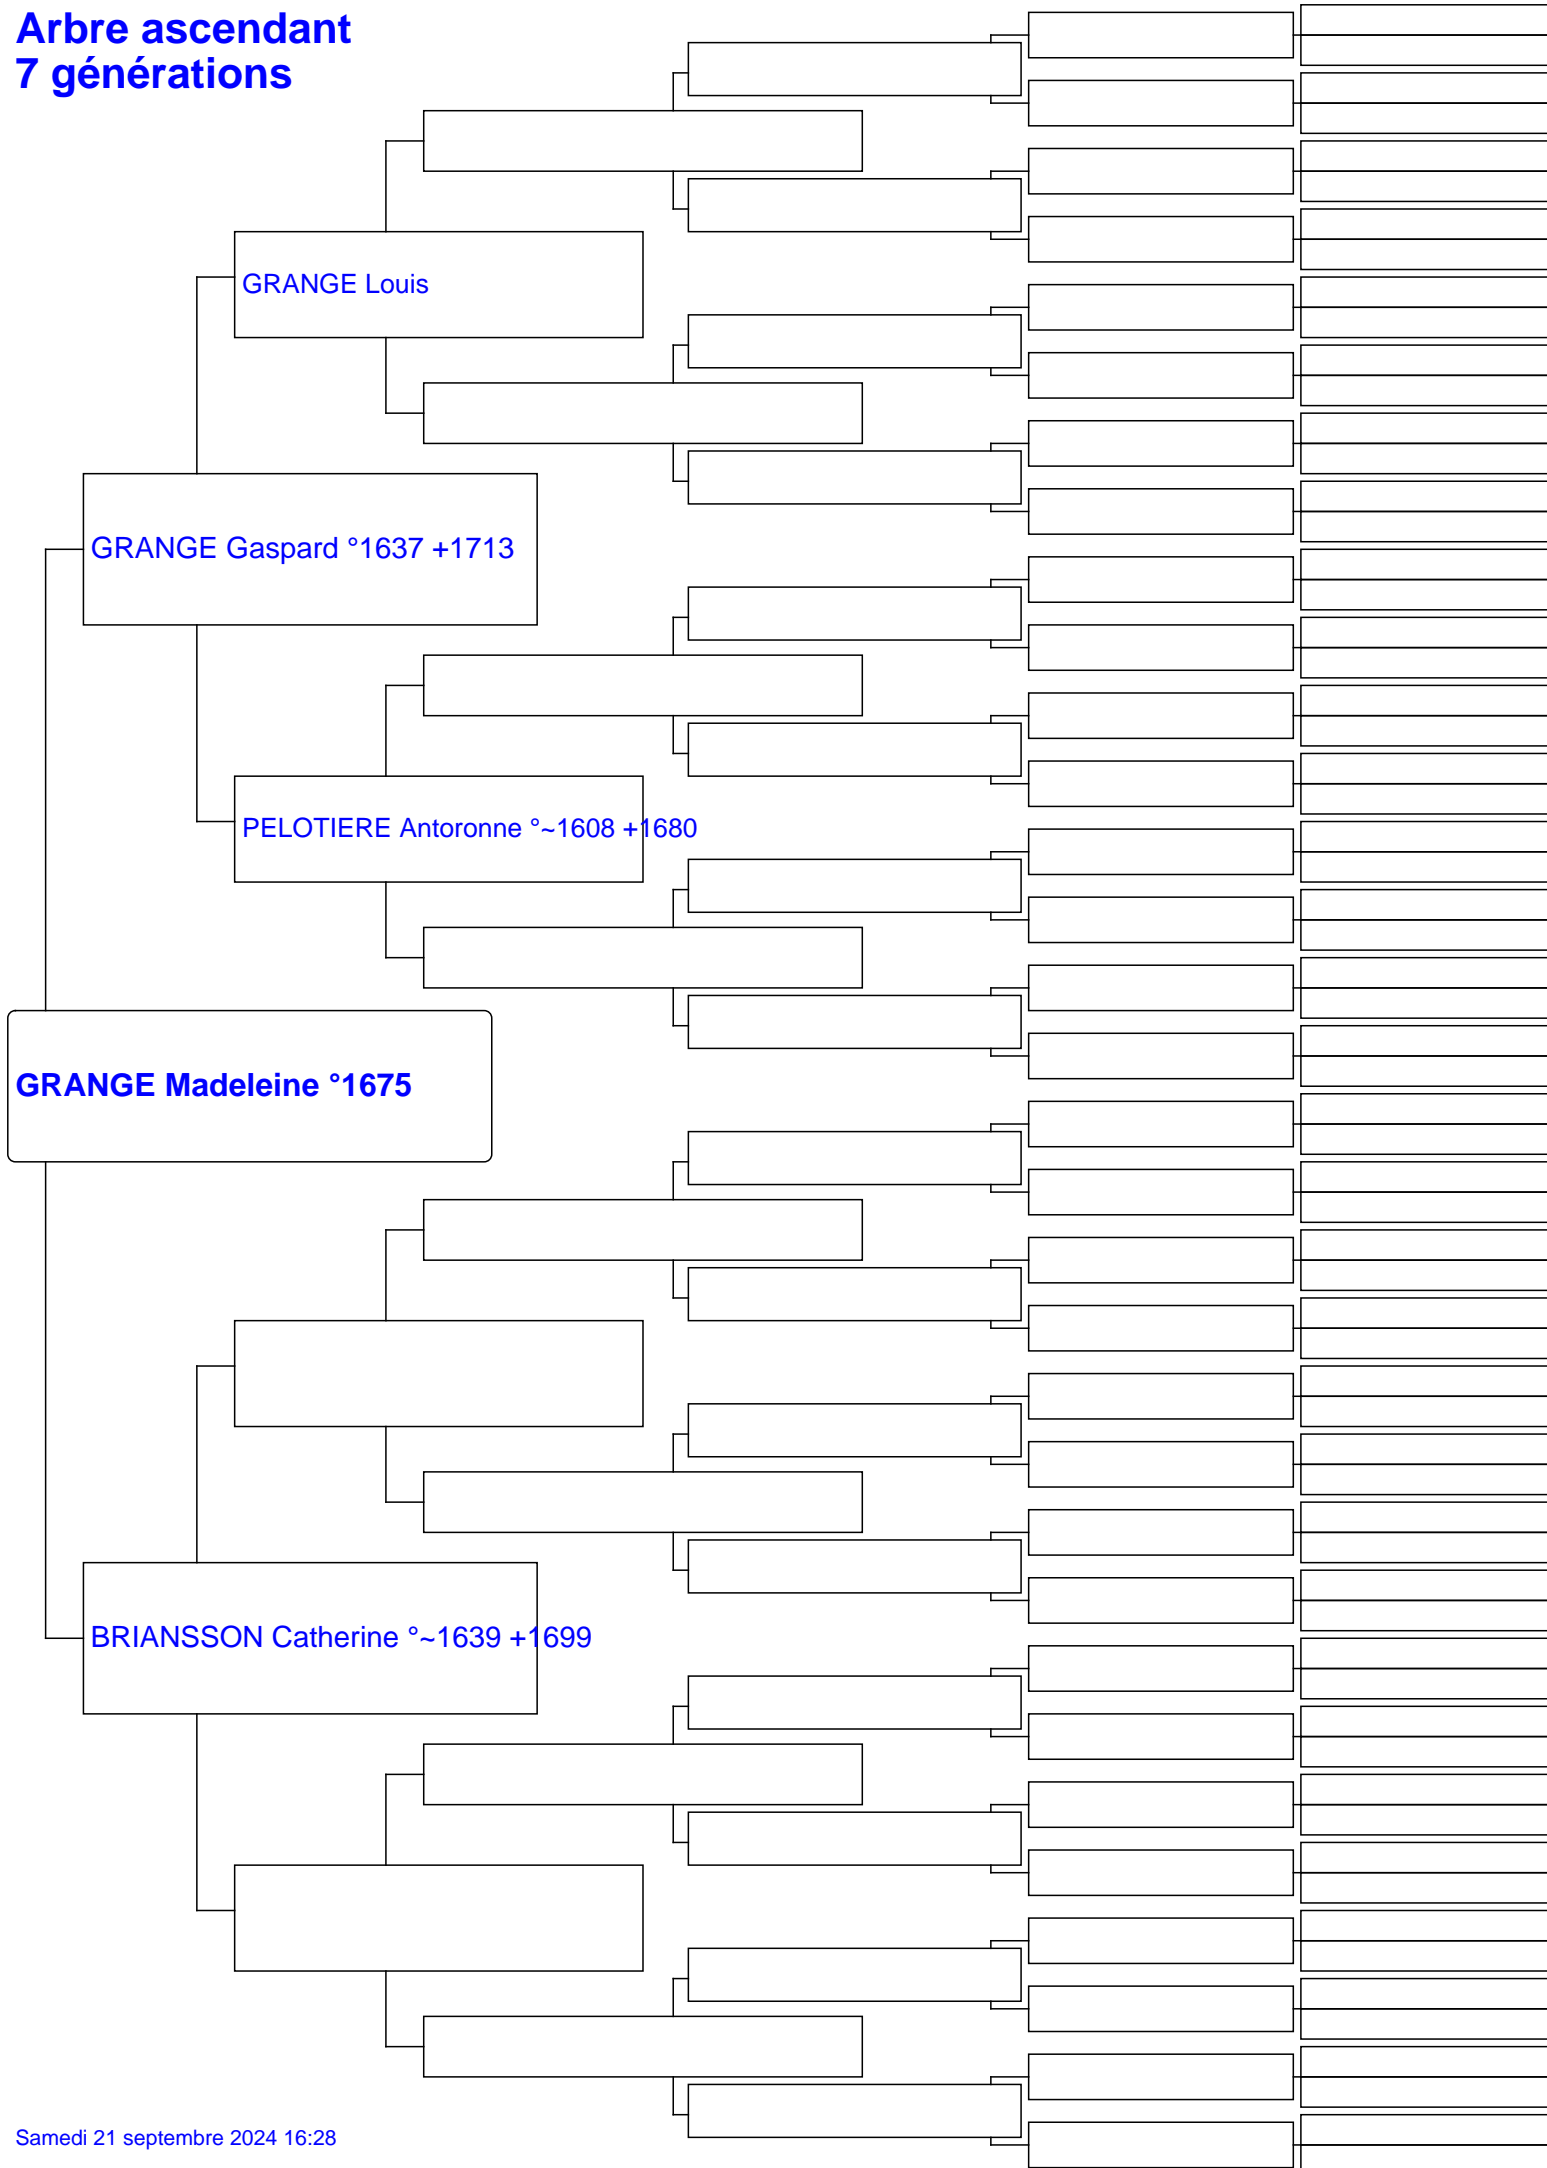 Arbre ascendant
7 générations
GRANGE Louis
GRANGE Gaspard °1637 +1713
PELOTIERE Antoronne °~1608 +1680
GRANGE Madeleine °1675
BRIANSSON Catherine °~1639 +1699
Samedi 21 septembre 2024 16:28